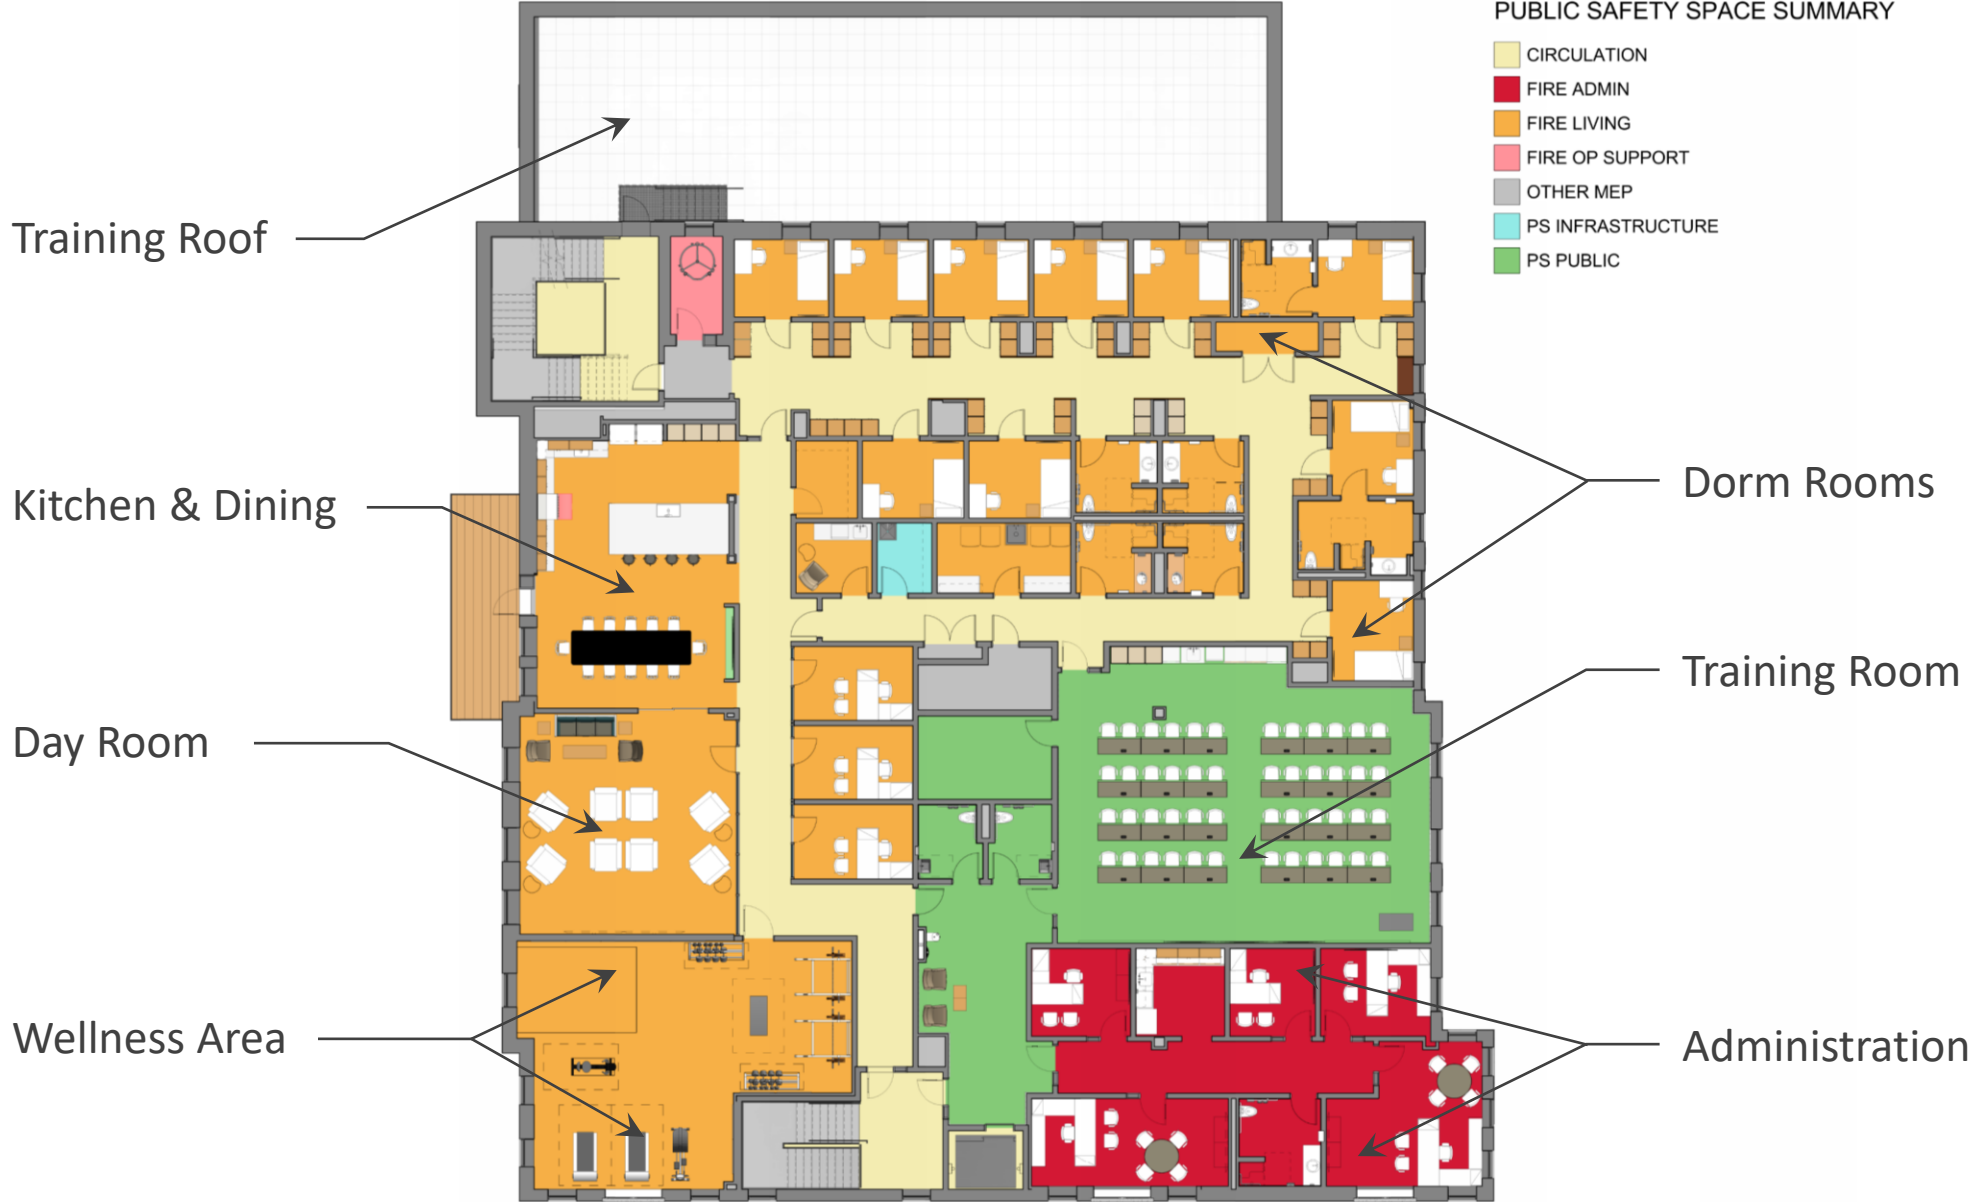 PUBLIC SAFETY SPACE SUMMARY
CIRCULATION
FIRE ADMIN
FIRE LIVING
FIRE OP SUPPORT
OTHER MEP
PS INFRASTRUCTURE
PS PUBLIC
Training Roof
Kitchen & Dining
Day Room
Wellness Area
Dorm Rooms
Training Room
Administration